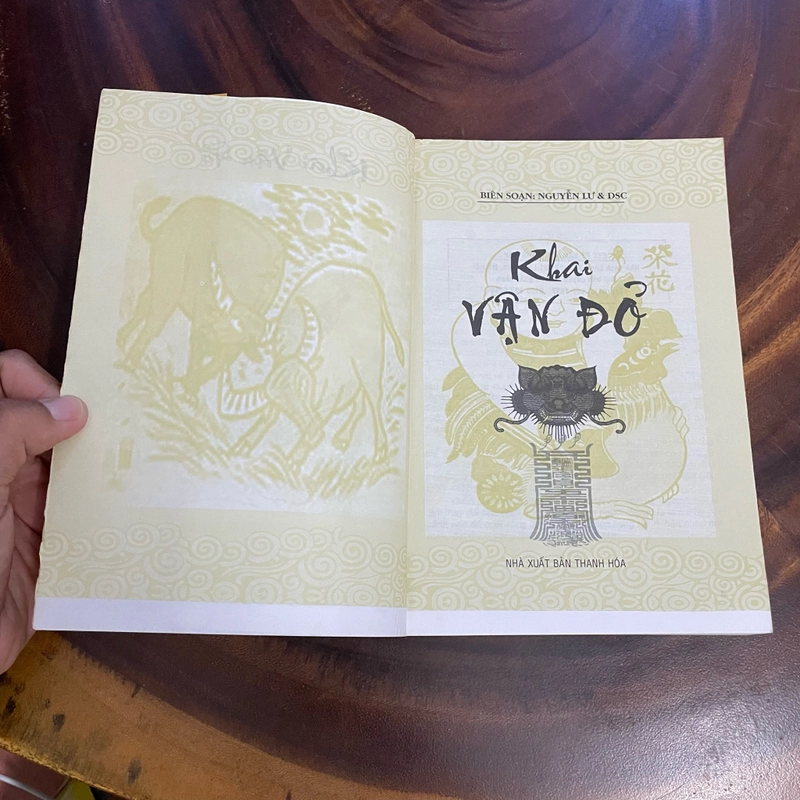 BIÊN SOẠN: NGUYỄN LƯ & DSC
Khai
VẬN ĐỎ
NHÀ XUẤT BẢN THANH HÓA